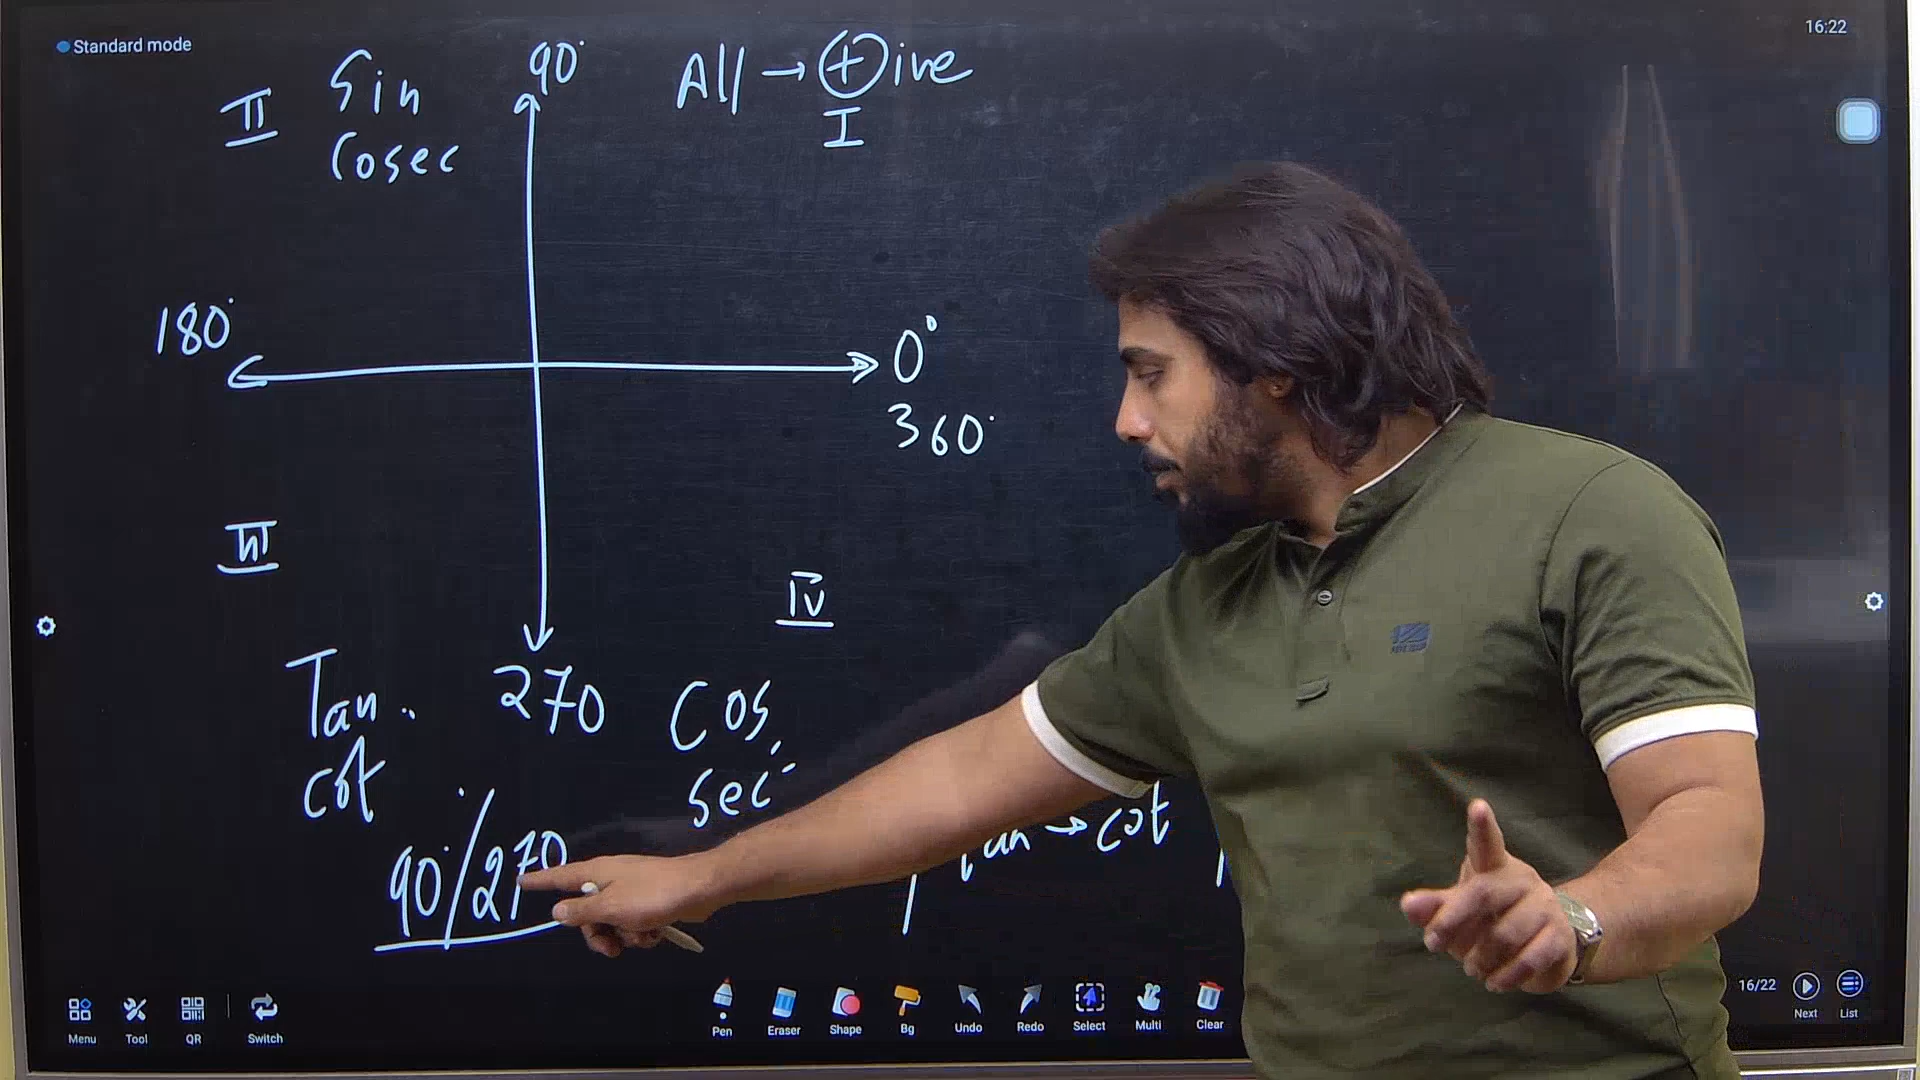 Standard mode
16:22
90°
Sin
All → + ive
II
I
Cosec
180°
0°
360°
III
IV
Tan
270
Cos
cot
sec
Tan → cot
90°/270
Menu
Tool
QR
Switch
Pen
Eraser
Shape
Bg
Undo
Redo
Select
Multi
Clear
16/22
Next
List